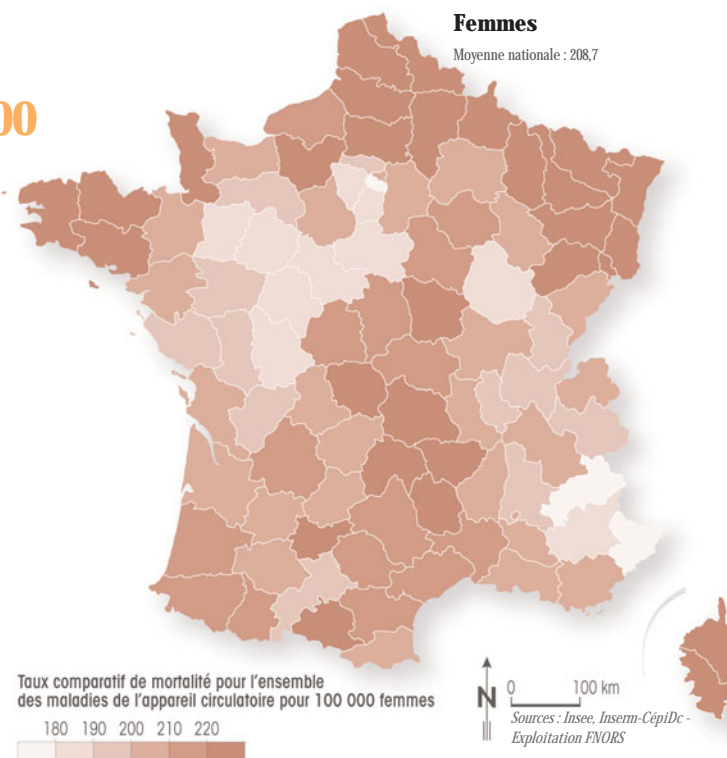 Femmes
Moyenne nationale : 208,7
00
Taux comparatif de mortalité pour l'ensemble
des maladies de l'appareil circulatoire pour 100 000 femmes
180 190 200 210 220
N
0 100 km
Sources : Insee, Inserm-CépiDc -
Exploitation FNORS